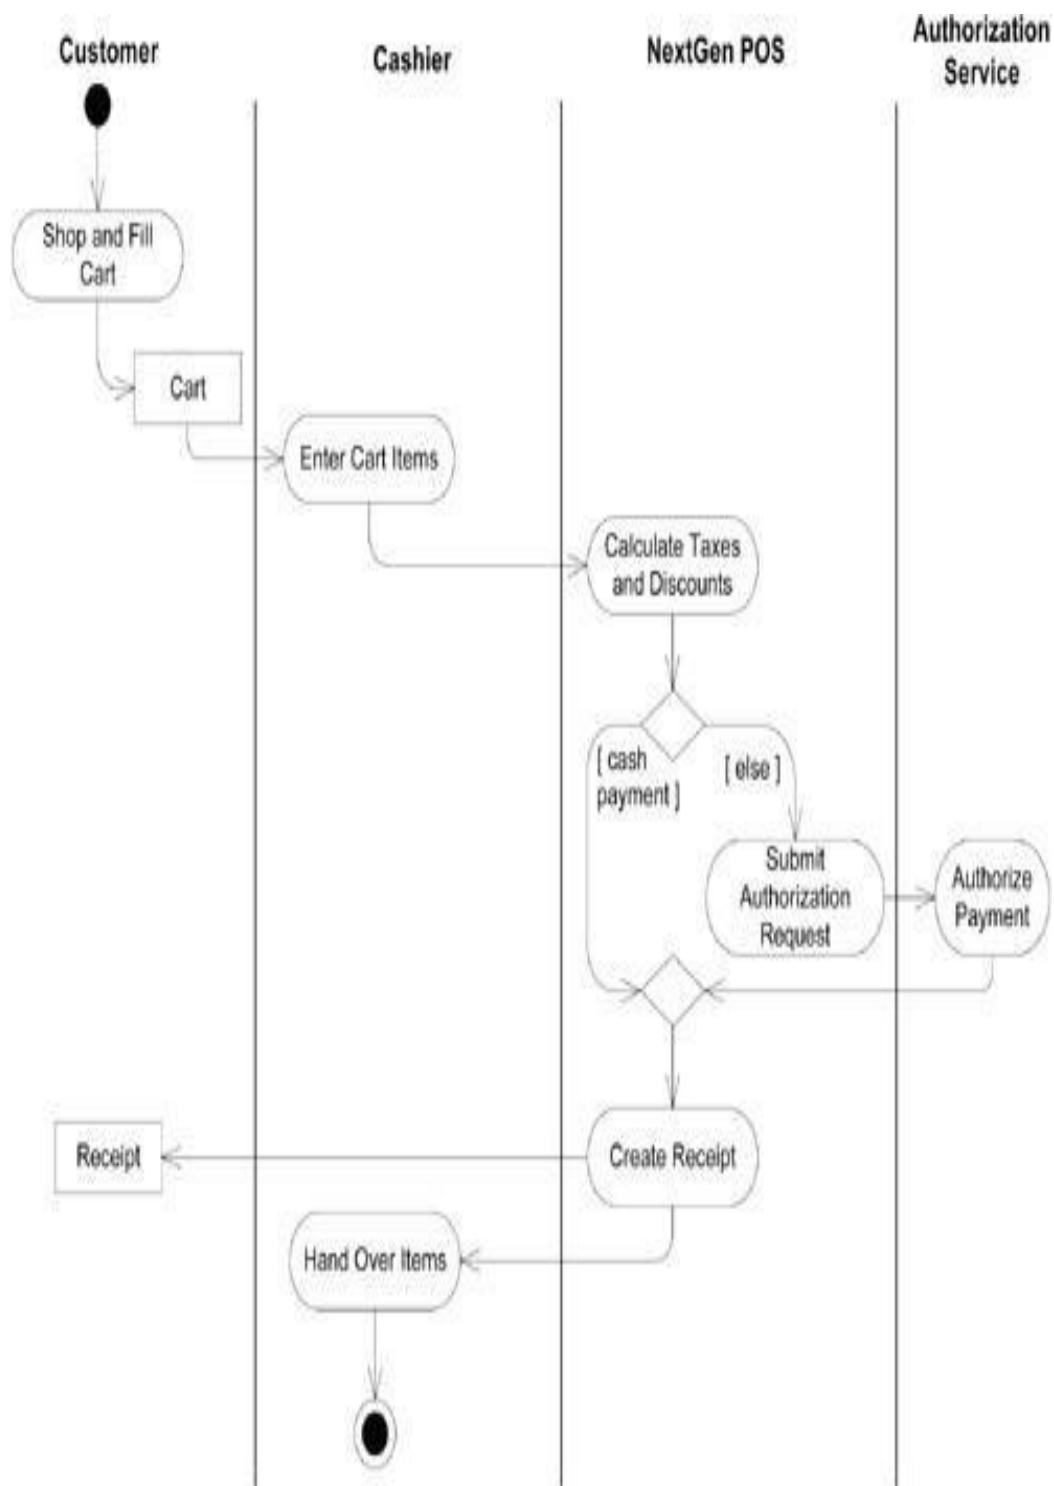 Customer
Cashier
NextGen POS
Authorization
Service
Shop and Fill
Cart
Cart
Enter Cart Items
Calculate Taxes
and Discounts
[ cash
payment ]
[ else ]
Submit
Authorization
Request
Authorize
Payment
Receipt
Create Receipt
Hand Over Items